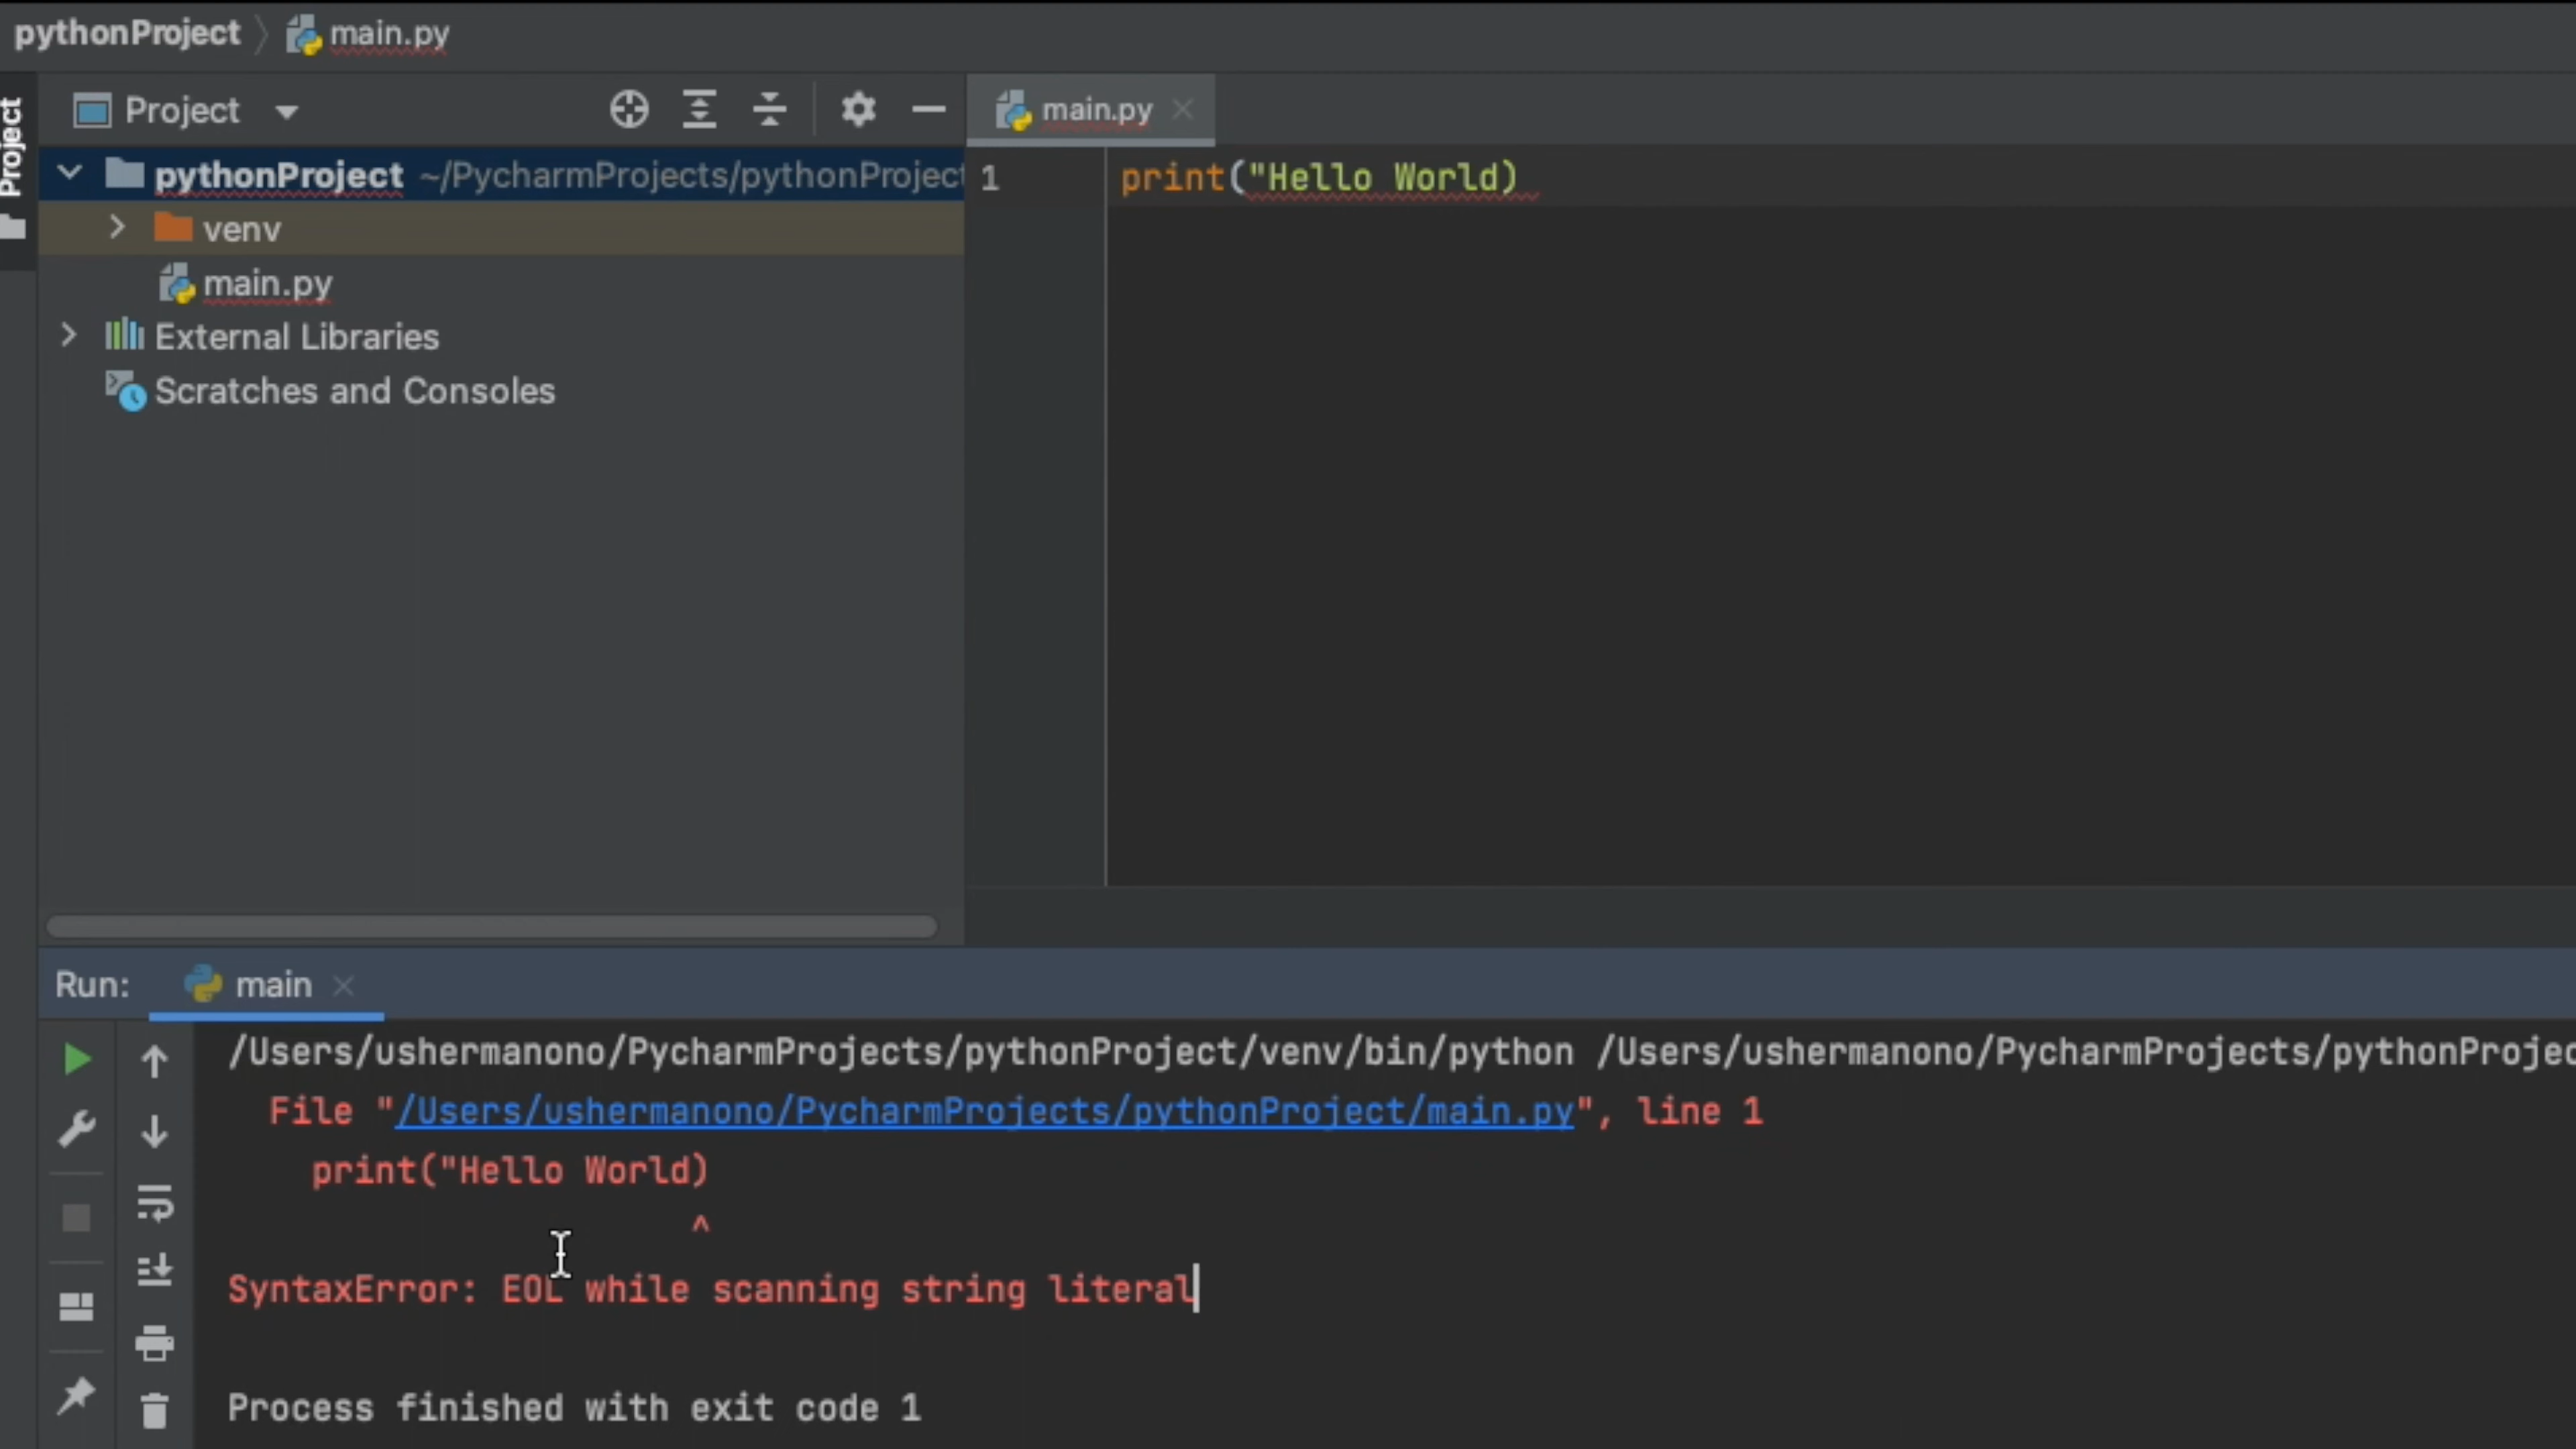 pythonProject main.py
Project
Project
main.py
pythonProject ~/PycharmProjects/pythonProject
venv
main.py
External Libraries
Scratches and Consoles
1 print("Hello World)
Run: main
/Users/ushermanono/PycharmProjects/pythonProject/venv/bin/python /Users/ushermanono/PycharmProjects/pythonProjec
File "/Users/ushermanono/PycharmProjects/pythonProject/main.py", line 1
print("Hello World)
^
SyntaxError: EOL while scanning string literal
Process finished with exit code 1